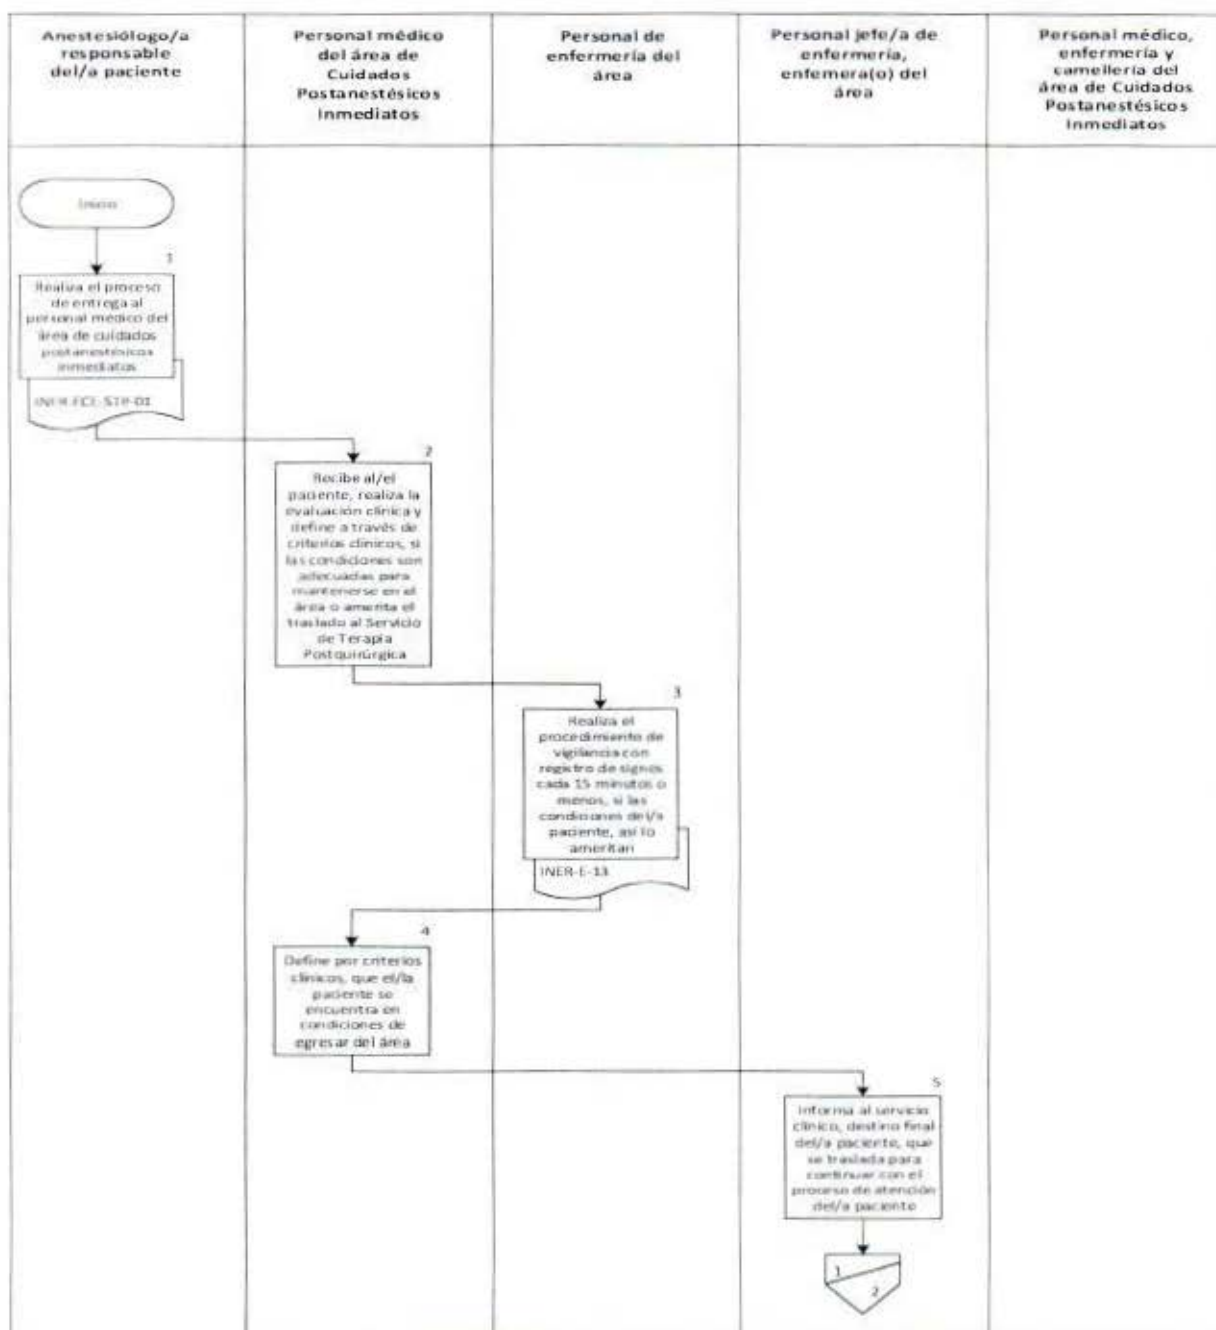 Anestesiólogo/a
responsable
del/a paciente
Personal médico
del área de
Cuidados
Postanestésicos
Inmediatos
Personal de
enfermería del
área
Personal jefe/a de
enfermería,
enfemera(o) del
área
Personal médico,
enfermería y
camellería del
área de Cuidados
Postanestésicos
Inmediatos
Inicio
1
Realiza el proceso
de entrega al
personal médico del
área de cuidados
postanestésicos
inmediatos
2
Recibe al/el
paciente, realiza la
evaluación clínica y
define a través de
criterios clínicos, si
las condiciones son
adecuadas para
mantenerse en el
área o amerita el
traslado al Servicio
de Terapia
Postquirúrgica
3
Realiza el
procedimiento de
vigilancia con
registro de signos
cada 15 minutos o
menos, si las
condiciones del/a
paciente, así lo
ameritan
INER-E-13
4
Define por criterios
clínicos, que el/la
paciente se
encuentra en
condiciones de
egresar del área
5
Informa al servicio
clínico, destino final
del/a paciente, que
se traslada para
continuar con el
proceso de atención
del/a paciente
1
2